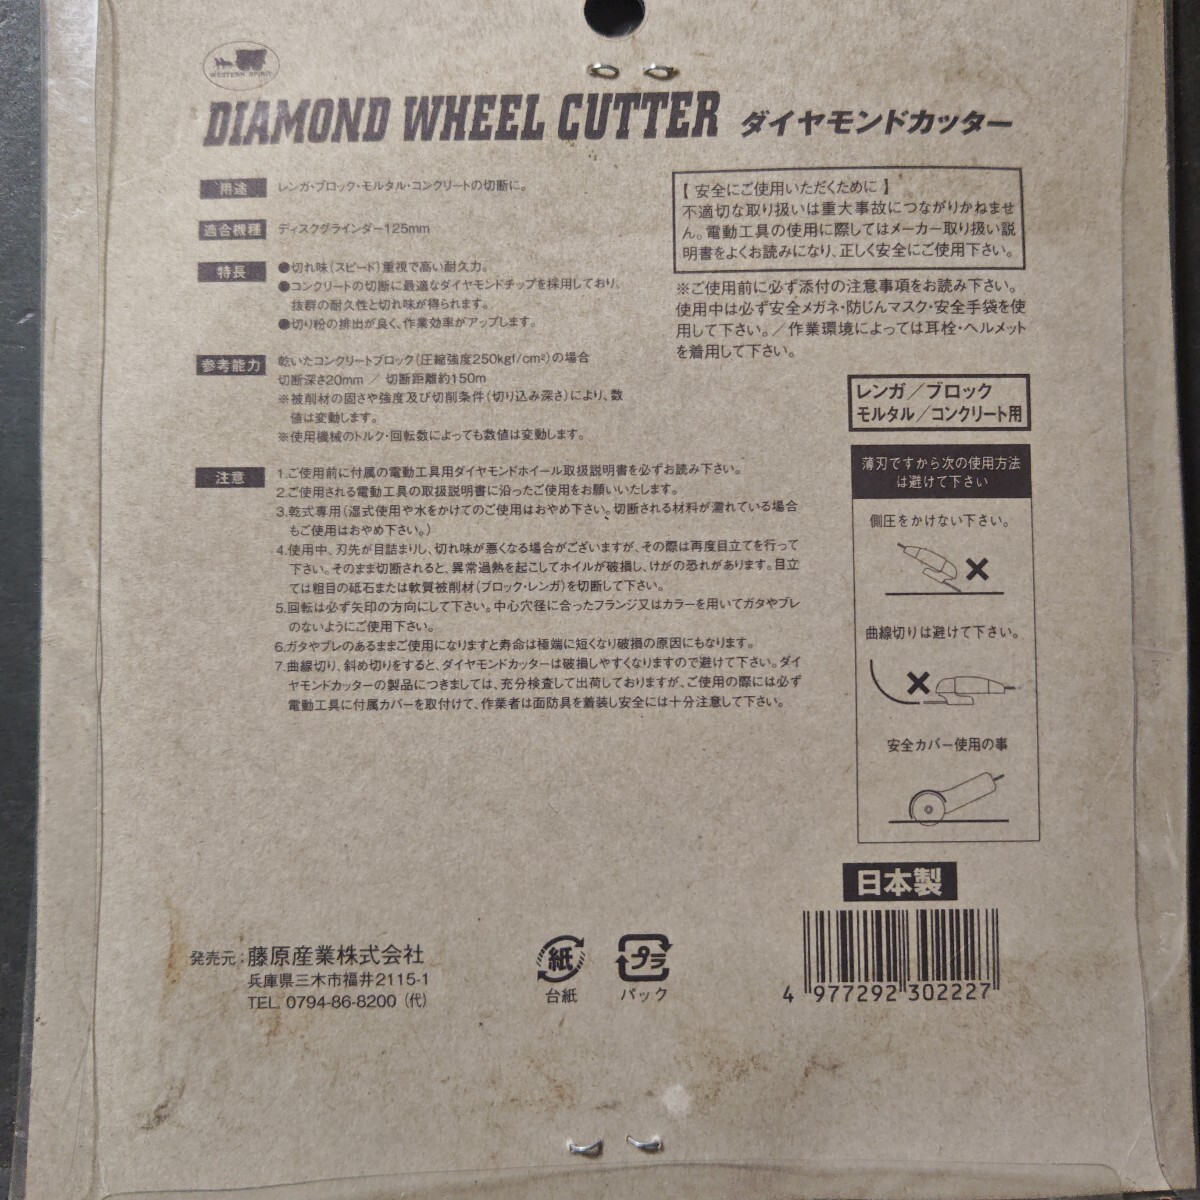 WESTERN SPIRIT
DIAMOND WHEEL CUTTER ダイヤモンドカッター
用途 レンガ・ブロック・モルタル・コンクリートの切断に。
適合機種 ディスクグラインダー125mm
特長 ●切れ味(スピード)重視で高い耐久力。
●コンクリートの切断に最適なダイヤモンドチップを採用しており、
抜群の耐久性と切れ味が得られます。
●切り粉の排出が良く、作業効率がアップします。
参考能力 乾いたコンクリートブロック(圧縮強度250kgf/cm²)の場合
切断深さ20mm / 切断距離約150m
※被削材の固さや強度及び切削条件(切り込み深さ)により、数
値は変動します。
※使用機械のトルク・回転数によっても数値は変動します。
注意 1.ご使用前に付属の電動工具用ダイヤモンドホイール取扱説明書を必ずお読み下さい。
2.ご使用される電動工具の取扱説明書に沿ったご使用をお願いいたします。
3.乾式専用(湿式使用や水をかけてのご使用はおやめ下さい。切断される材料が濡れている場合
もご使用はおやめ下さい。)
4.使用中、刃先が目詰まりし、切れ味が悪くなる場合がございますが、その際は再度目立てを行って
下さい。そのまま切断されると、異常過熱を起こしてホイルが破損し、けがの恐れがあります。目立
ては粗目の砥石または軟質被削材(ブロック・レンガ)を切断して下さい。
5.回転は必ず矢印の方向にして下さい。中心穴径に合ったフランジ又はカラーを用いてガタやブレ
のないようにご使用下さい。
6.ガタやブレのあるままご使用になりますと寿命は極端に短くなり破損の原因にもなります。
7.曲線切り、斜め切りをすると、ダイヤモンドカッターは破損しやすくなりますので避けて下さい。ダイ
ヤモンドカッターの製品につきましては、充分検査して出荷しておりますが、ご使用の際には必ず
電動工具に付属カバーを取付けて、作業者は面防具を着装し安全には十分注意して下さい。
【 安全にご使用いただくために 】
不適切な取り扱いは重大事故につながりかねませ
ん。電動工具の使用に際してはメーカー取り扱い説
明書をよくお読みになり、正しく安全にご使用下さい。
※ご使用前に必ず添付の注意事項をお読み下さい。
使用中は必ず安全メガネ・防じんマスク・安全手袋を使
用して下さい。/作業環境によっては耳栓・ヘルメット
を着用して下さい。
レンガ/ブロック
モルタル/コンクリート用
薄刃ですから次の使用方法
は避けて下さい
側圧をかけない下さい。
曲線切りは避けて下さい。
安全カバー使用の事
日本製
4 977292 302227
発売元:藤原産業株式会社
兵庫県三木市福井2115-1
TEL 0794-86-8200 (代)
紙
台紙
プラ
パック